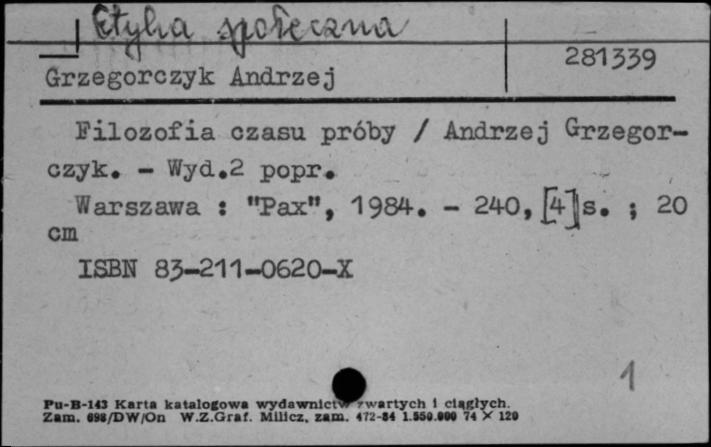 Etyka społeczna
281339
Grzegorczyk Andrzej
Filozofia czasu próby / Andrzej Grzegor-
czyk. - Wyd.2 popr.
Warszawa : "Pax", 1984. - 240,[4]s. ; 20
cm
ISBN 83-211-0620-X
1
Pu-B-143 Karta katalogowa wydawnictw zwartych i ciągłych.
Zam. 698/DW/On W.Z.Graf. Milicz, zam. 472-84 1.550.000 74 × 120